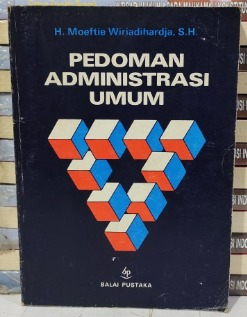 H. Moeftie Wiriadihardja, S.H.
PEDOMAN
ADMINISTRASI
UMUM
BALAI PUSTAKA